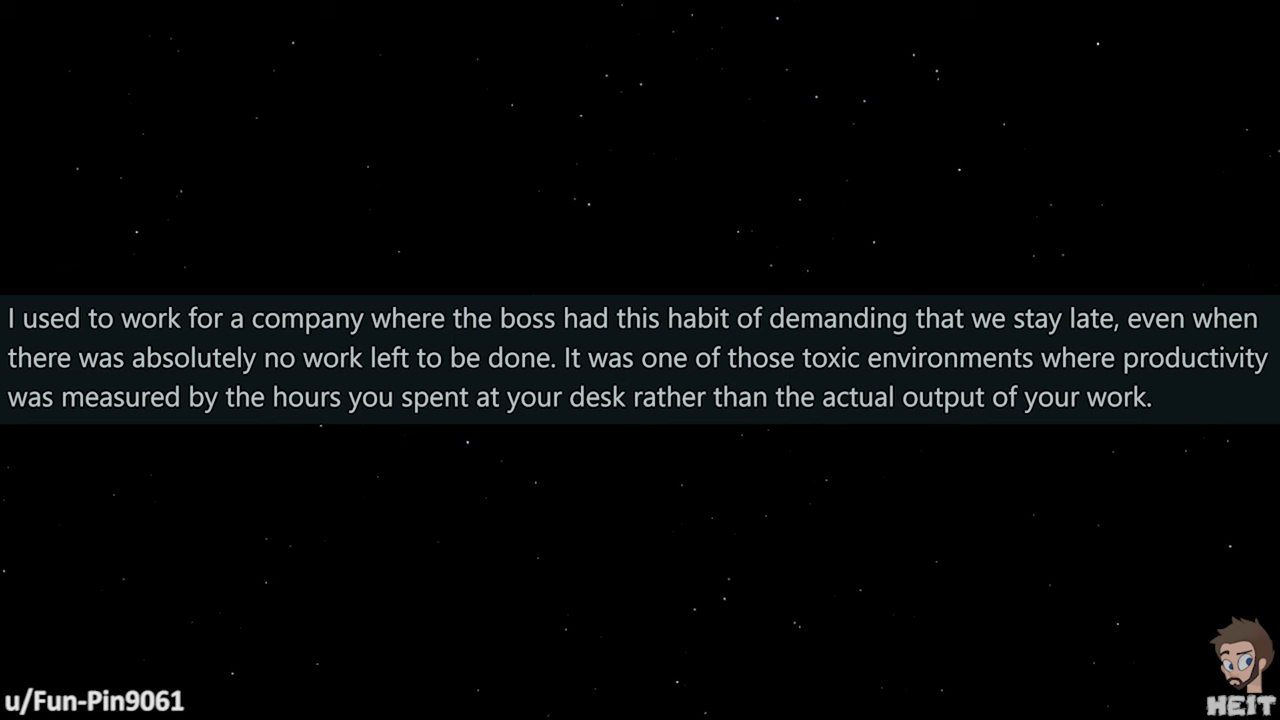 I used to work for a company where the boss had this habit of demanding that we stay late, even when
there was absolutely no work left to be done. It was one of those toxic environments where productivity
was measured by the hours you spent at your desk rather than the actual output of your work.
u/Fun-Pin9061
HEIT